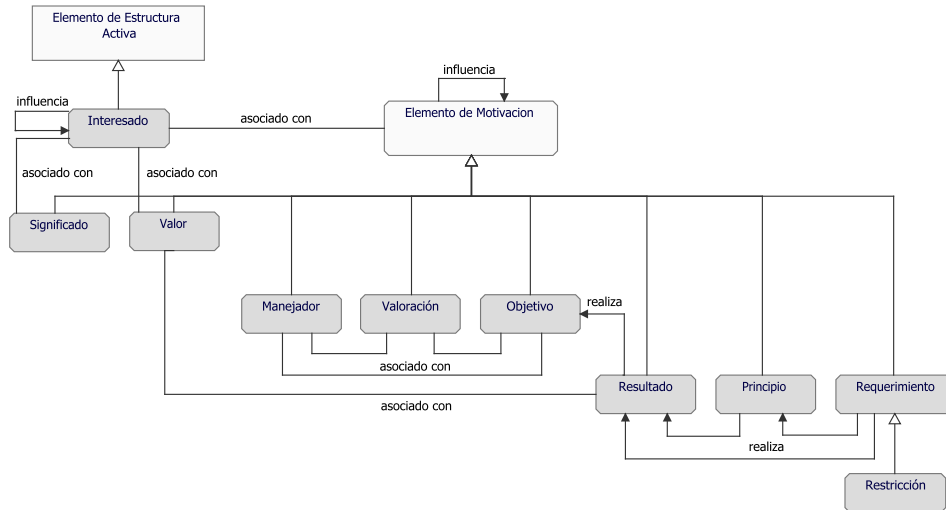 Elemento de Estructura
Activa
influencia
influencia
Interesado
asociado con
Elemento de Motivacion
asociado con
asociado con
Significado
Valor
Manejador
Valoración
Objetivo
realiza
asociado con
Resultado
Principio
Requerimiento
asociado con
realiza
Restricción